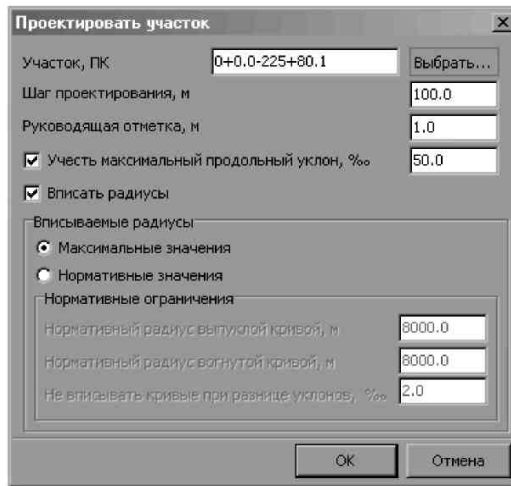 Проектировать участок
Участок, ПК 0+0.0-225+80.1 Выбрать...
Шаг проектирования, м 100.0
Руководящая отметка, м 1.0
Учесть максимальный продольный уклон, ‰ 50.0
Вписать радиусы
Вписываемые радиусы
Максимальные значения
Нормативные значения
Нормативные ограничения
Нормативный радиус выпуклой кривой, м 8000.0
Нормативный радиус вогнутой кривой, м 8000.0
Не вписывать кривые при разнице уклонов, ‰ 2.0
ОК Отмена